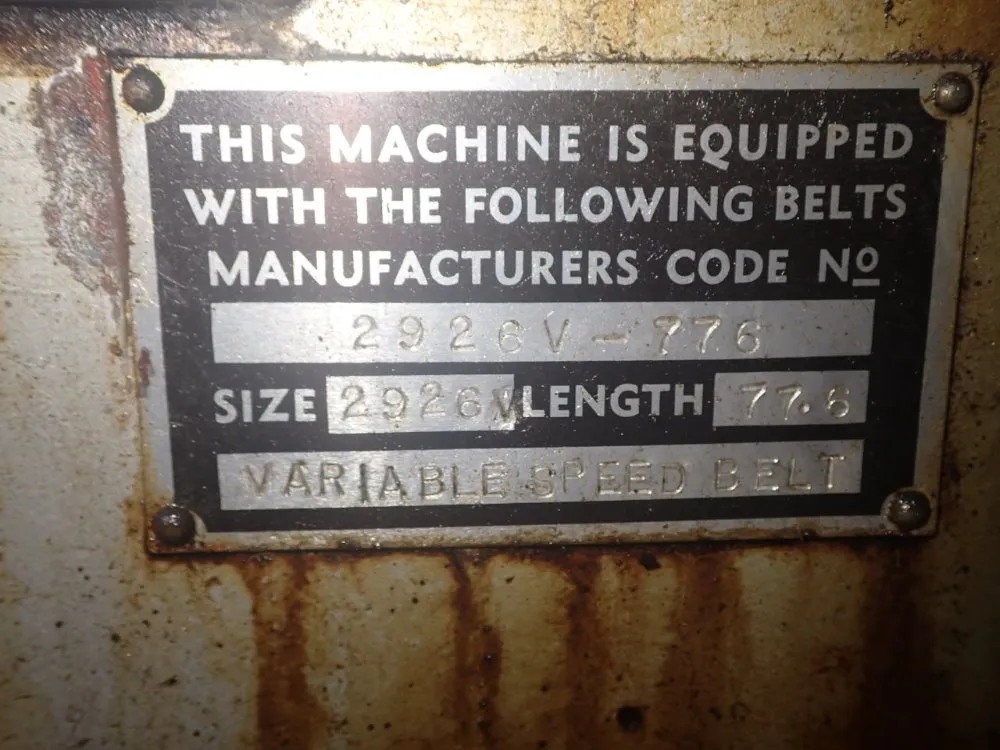 THIS MACHINE IS EQUIPPED
WITH THE FOLLOWING BELTS
MANUFACTURERS CODE Nº
2926V-776
SIZE 2926V LENGTH 77.6
VARIABLE SPEED BELT